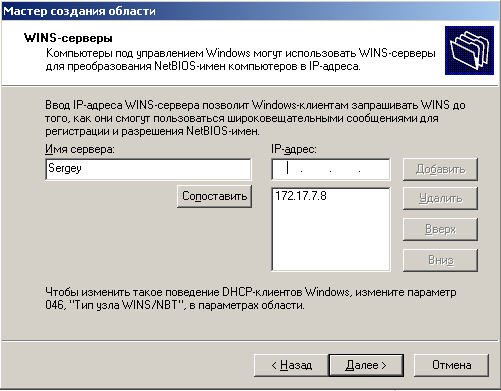 Мастер создания области
WINS-серверы
Компьютеры под управлением Windows могут использовать WINS-серверы
для преобразования NetBIOS-имен компьютеров в IP-адреса.
Ввод IP-адреса WINS-сервера позволит Windows-клиентам запрашивать WINS до
того, как они смогут пользоваться широковещательными сообщениями для
регистрации и разрешения NetBIOS-имен.
Имя сервера:
IP-адрес:
Sergey
. . .
Добавить
Сопоставить
172.17.7.8
Удалить
Вверх
Вниз
Чтобы изменить такое поведение DHCP-клиентов Windows, измените параметр
046, "Тип узла WINS/NBT", в параметрах области.
< Назад
Далее >
Отмена